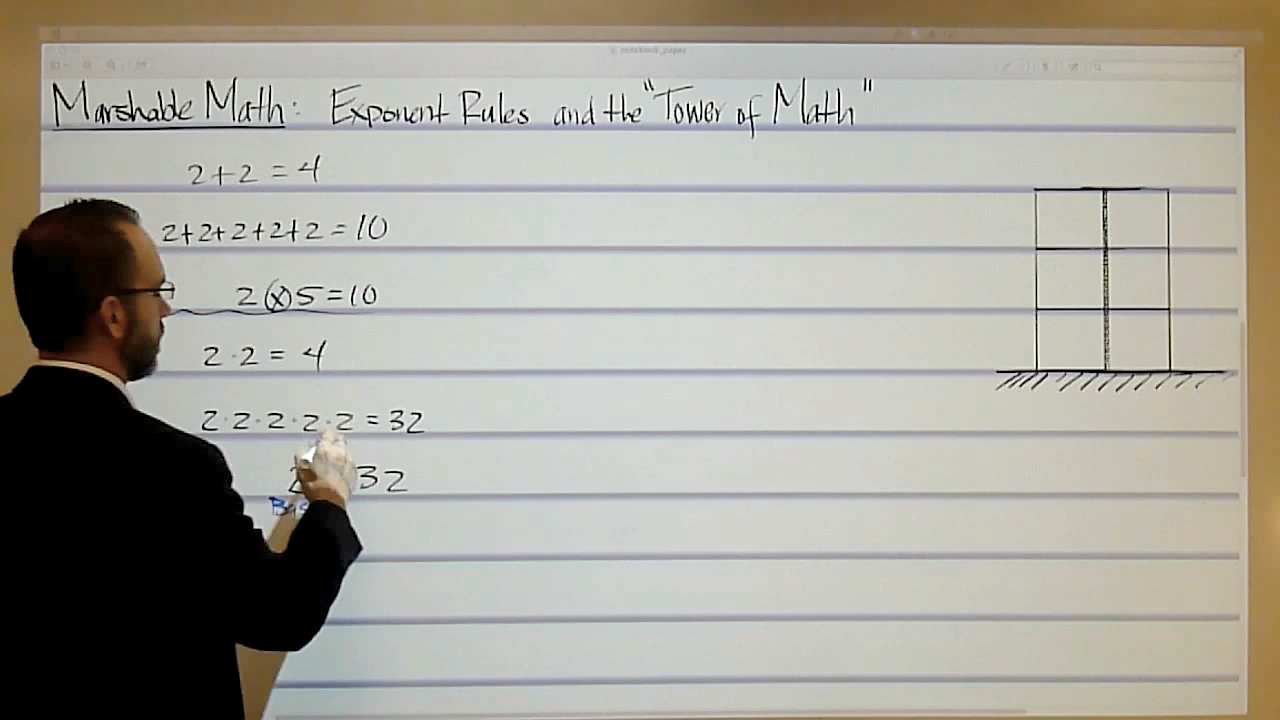 notebook_paper
Marshable Math: Exponent Rules and the "Tower of Math"
2+2=4
2+2+2+2+2=10
2(x)5=10
2·2=4
2·2·2·2·2=32
2 32